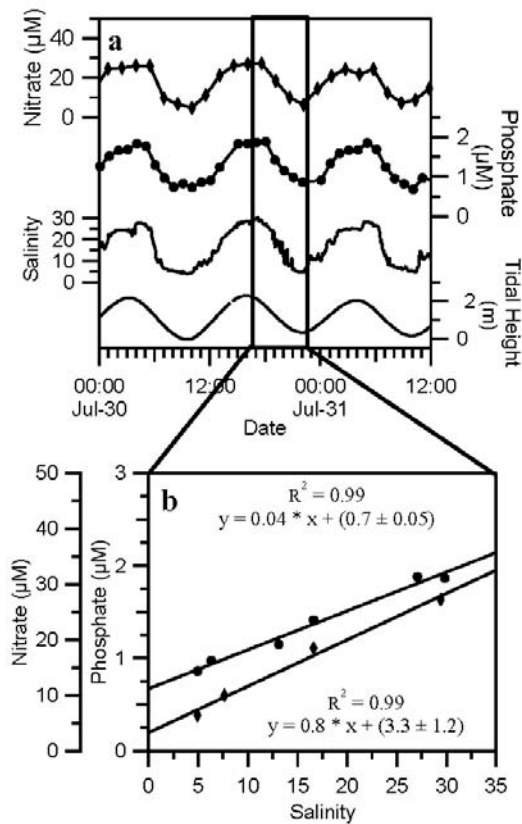 a
Nitrate (µM)
40
20
0
Phosphate
(µM)
2
1
0
Salinity
30
20
10
0
Tidal Height
(m)
2
0
00:00
12:00
00:00
12:00
Jul-30
Jul-31
Date
b
Nitrate (µM)
50
40
30
20
10
0
Phosphate (µM)
3
2
1
0
R² = 0.99
y = 0.04 * x + (0.7 ± 0.05)
R² = 0.99
y = 0.8 * x + (3.3 ± 1.2)
0
5
10
15
20
25
30
35
Salinity